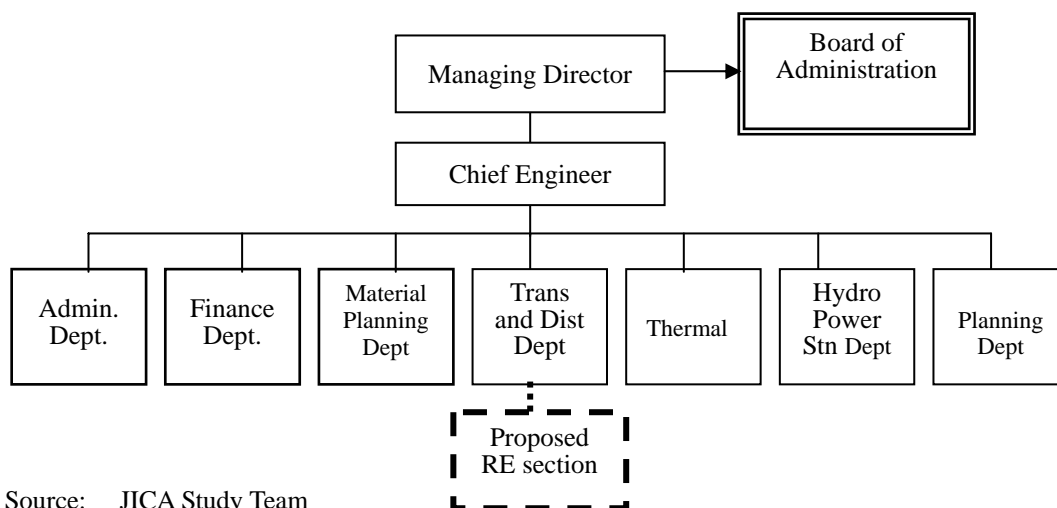 Managing Director
Board of
Administration
Chief Engineer
Admin.
Dept.
Finance
Dept.
Material
Planning
Dept
Trans
and Dist
Dept
Thermal
Hydro
Power
Stn Dept
Planning
Dept
Proposed
RE section
Source: JICA Study Team